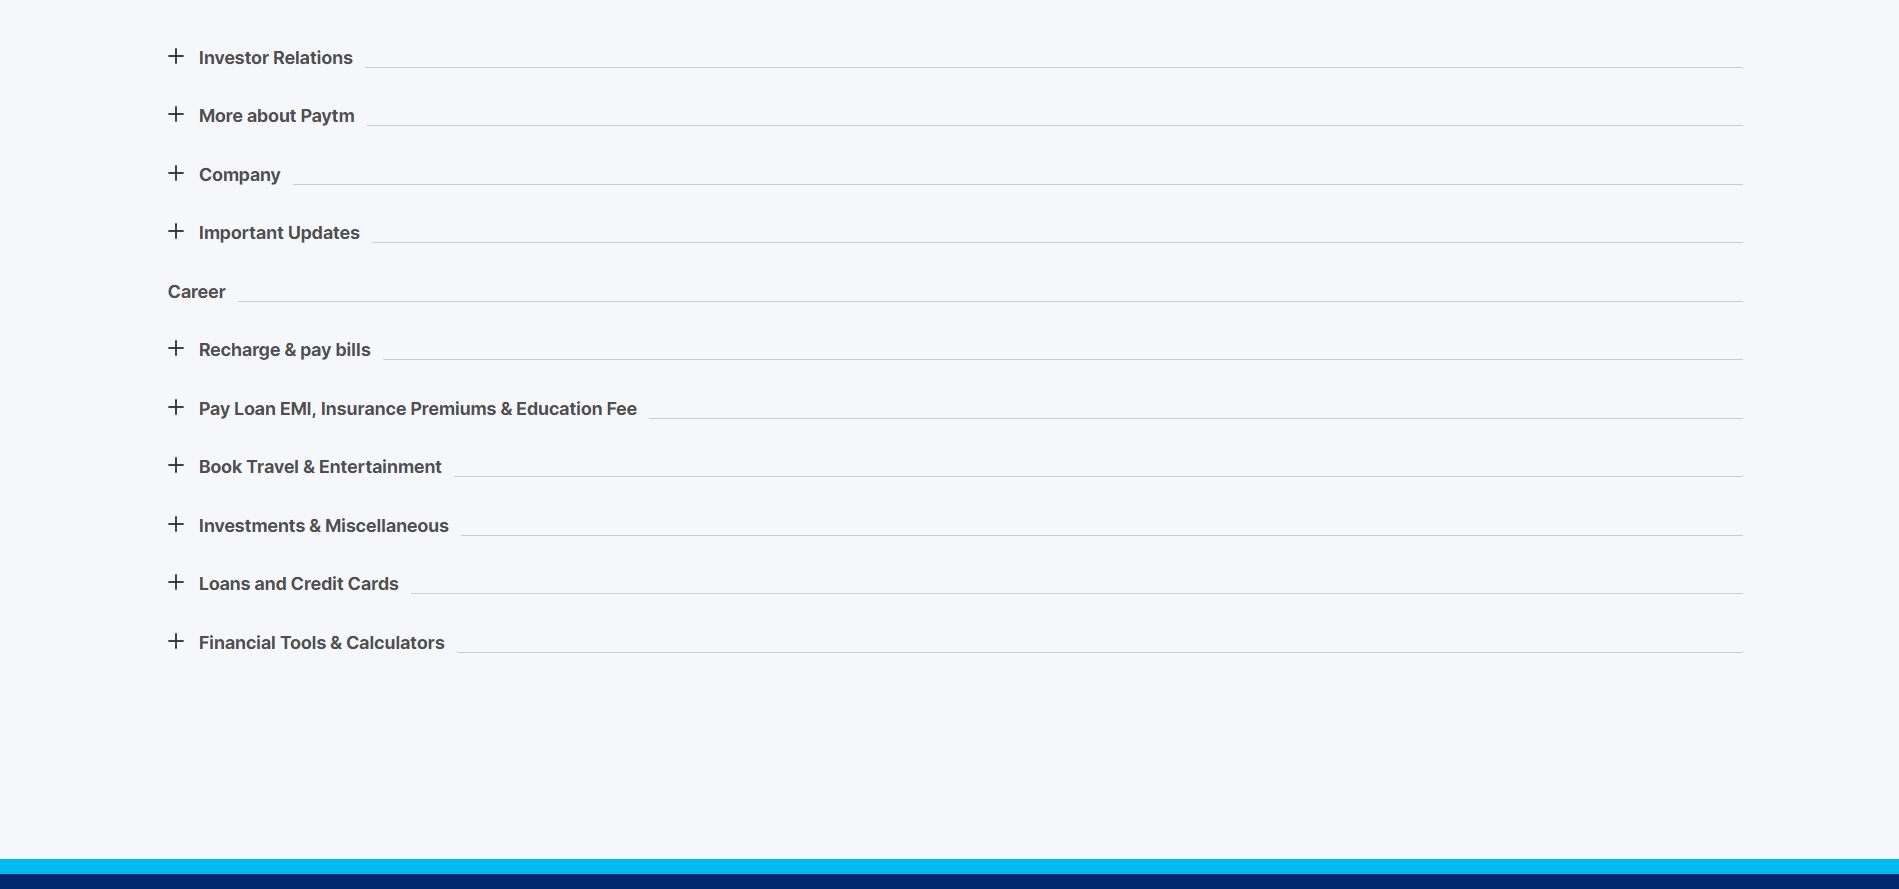 Investor Relations
More about Paytm
Company
Important Updates
Career
Recharge & pay bills
Pay Loan EMI, Insurance Premiums & Education Fee
Book Travel & Entertainment
Investments & Miscellaneous
Loans and Credit Cards
Financial Tools & Calculators